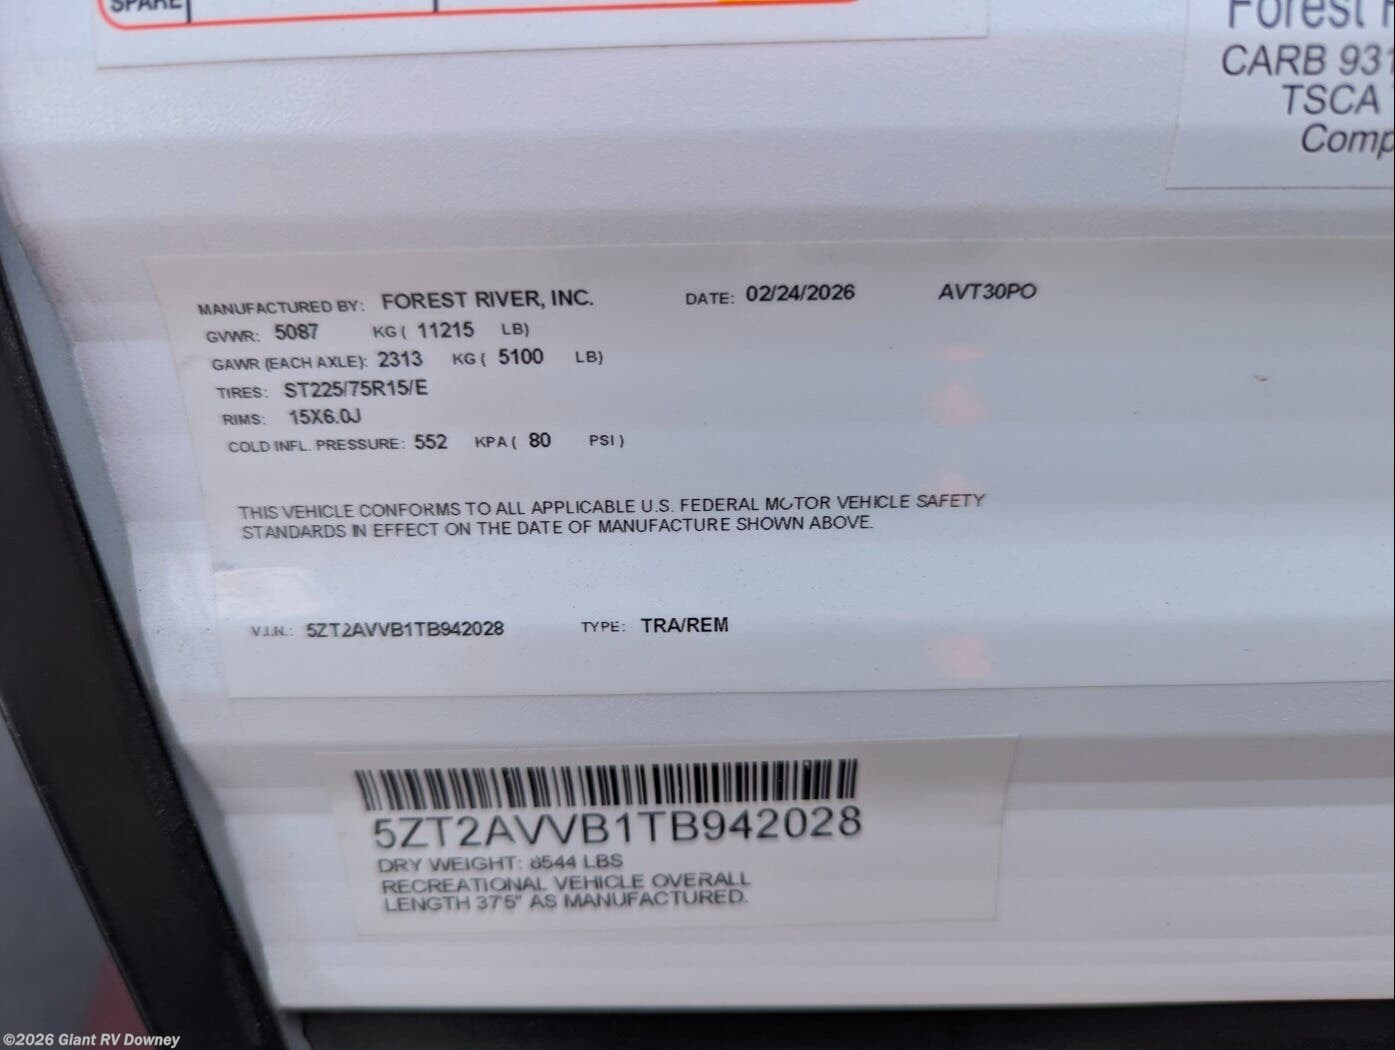 SPARE
Forest
CARB 931
TSCA
Comp
MANUFACTURED BY: FOREST RIVER, INC. DATE: 02/24/2026 AVT30PO
GVWR: 5087 KG ( 11215 LB)
GAWR (EACH AXLE): 2313 KG ( 5100 LB)
TIRES: ST225/75R15/E
RIMS: 15X6.0J
COLD INFL. PRESSURE: 552 KPA ( 80 PSI )
THIS VEHICLE CONFORMS TO ALL APPLICABLE U.S. FEDERAL MOTOR VEHICLE SAFETY
STANDARDS IN EFFECT ON THE DATE OF MANUFACTURE SHOWN ABOVE.
V.I.N.: 5ZT2AVVB1TB942028 TYPE: TRA/REM
5ZT2AVVB1TB942028
DRY WEIGHT: 8544 LBS
RECREATIONAL VEHICLE OVERALL
LENGTH 37'5" AS MANUFACTURED.
©2026 Giant RV Downey